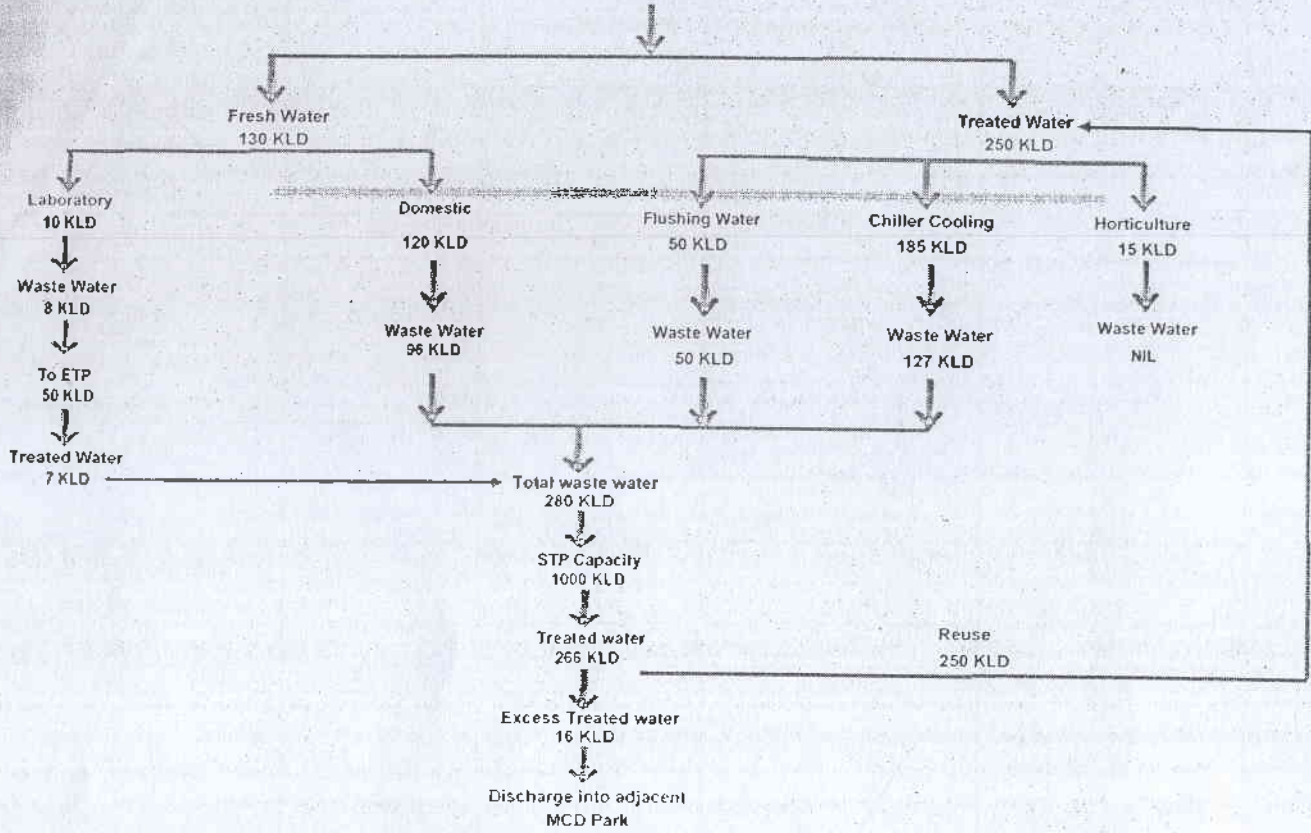 Fresh Water
130 KLD
Treated Water
250 KLD
Laboratory
10 KLD
Domestic
120 KLD
Flushing Water
50 KLD
Chiller Cooling
185 KLD
Horticulture
15 KLD
Waste Water
8 KLD
Waste Water
96 KLD
Waste Water
50 KLD
Waste Water
127 KLD
Waste Water
NIL
To ETP
50 KLD
Treated Water
7 KLD
Total waste water
280 KLD
STP Capacity
1000 KLD
Treated water
266 KLD
Reuse
250 KLD
Excess Treated water
16 KLD
Discharge into adjacent
MCD Park